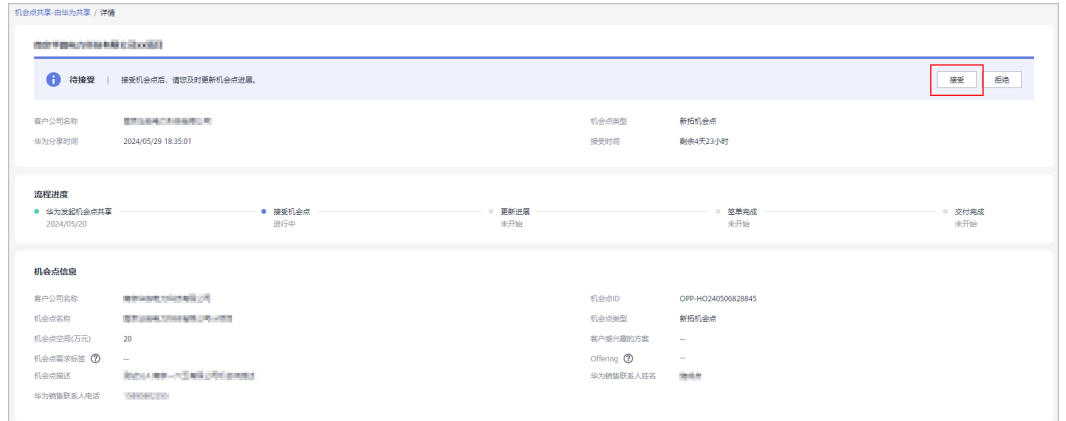 机会点共享-由华为共享 / 详情
待接受 | 接受机会点后，请您及时更新机会点进展。 接受 拒绝
客户公司名称 机会点类型 新拓机会点
华为分享时间 2024/05/29 18:35:01 接受时间 剩余4天23小时
流程进度
华为发起机会点共享 接受机会点 更新进展 签单完成 交付完成
2024/05/20 进行中 未开始 未开始 未开始
机会点信息
客户公司名称 机会点ID OPP-HO240506828845
机会点名称 机会点类型 新拓机会点
机会点空间(万元) 20 客户感兴趣的方案 --
机会点需求标签 ? -- Offering ? --
机会点描述 华为销售联系人姓名
华为销售联系人电话